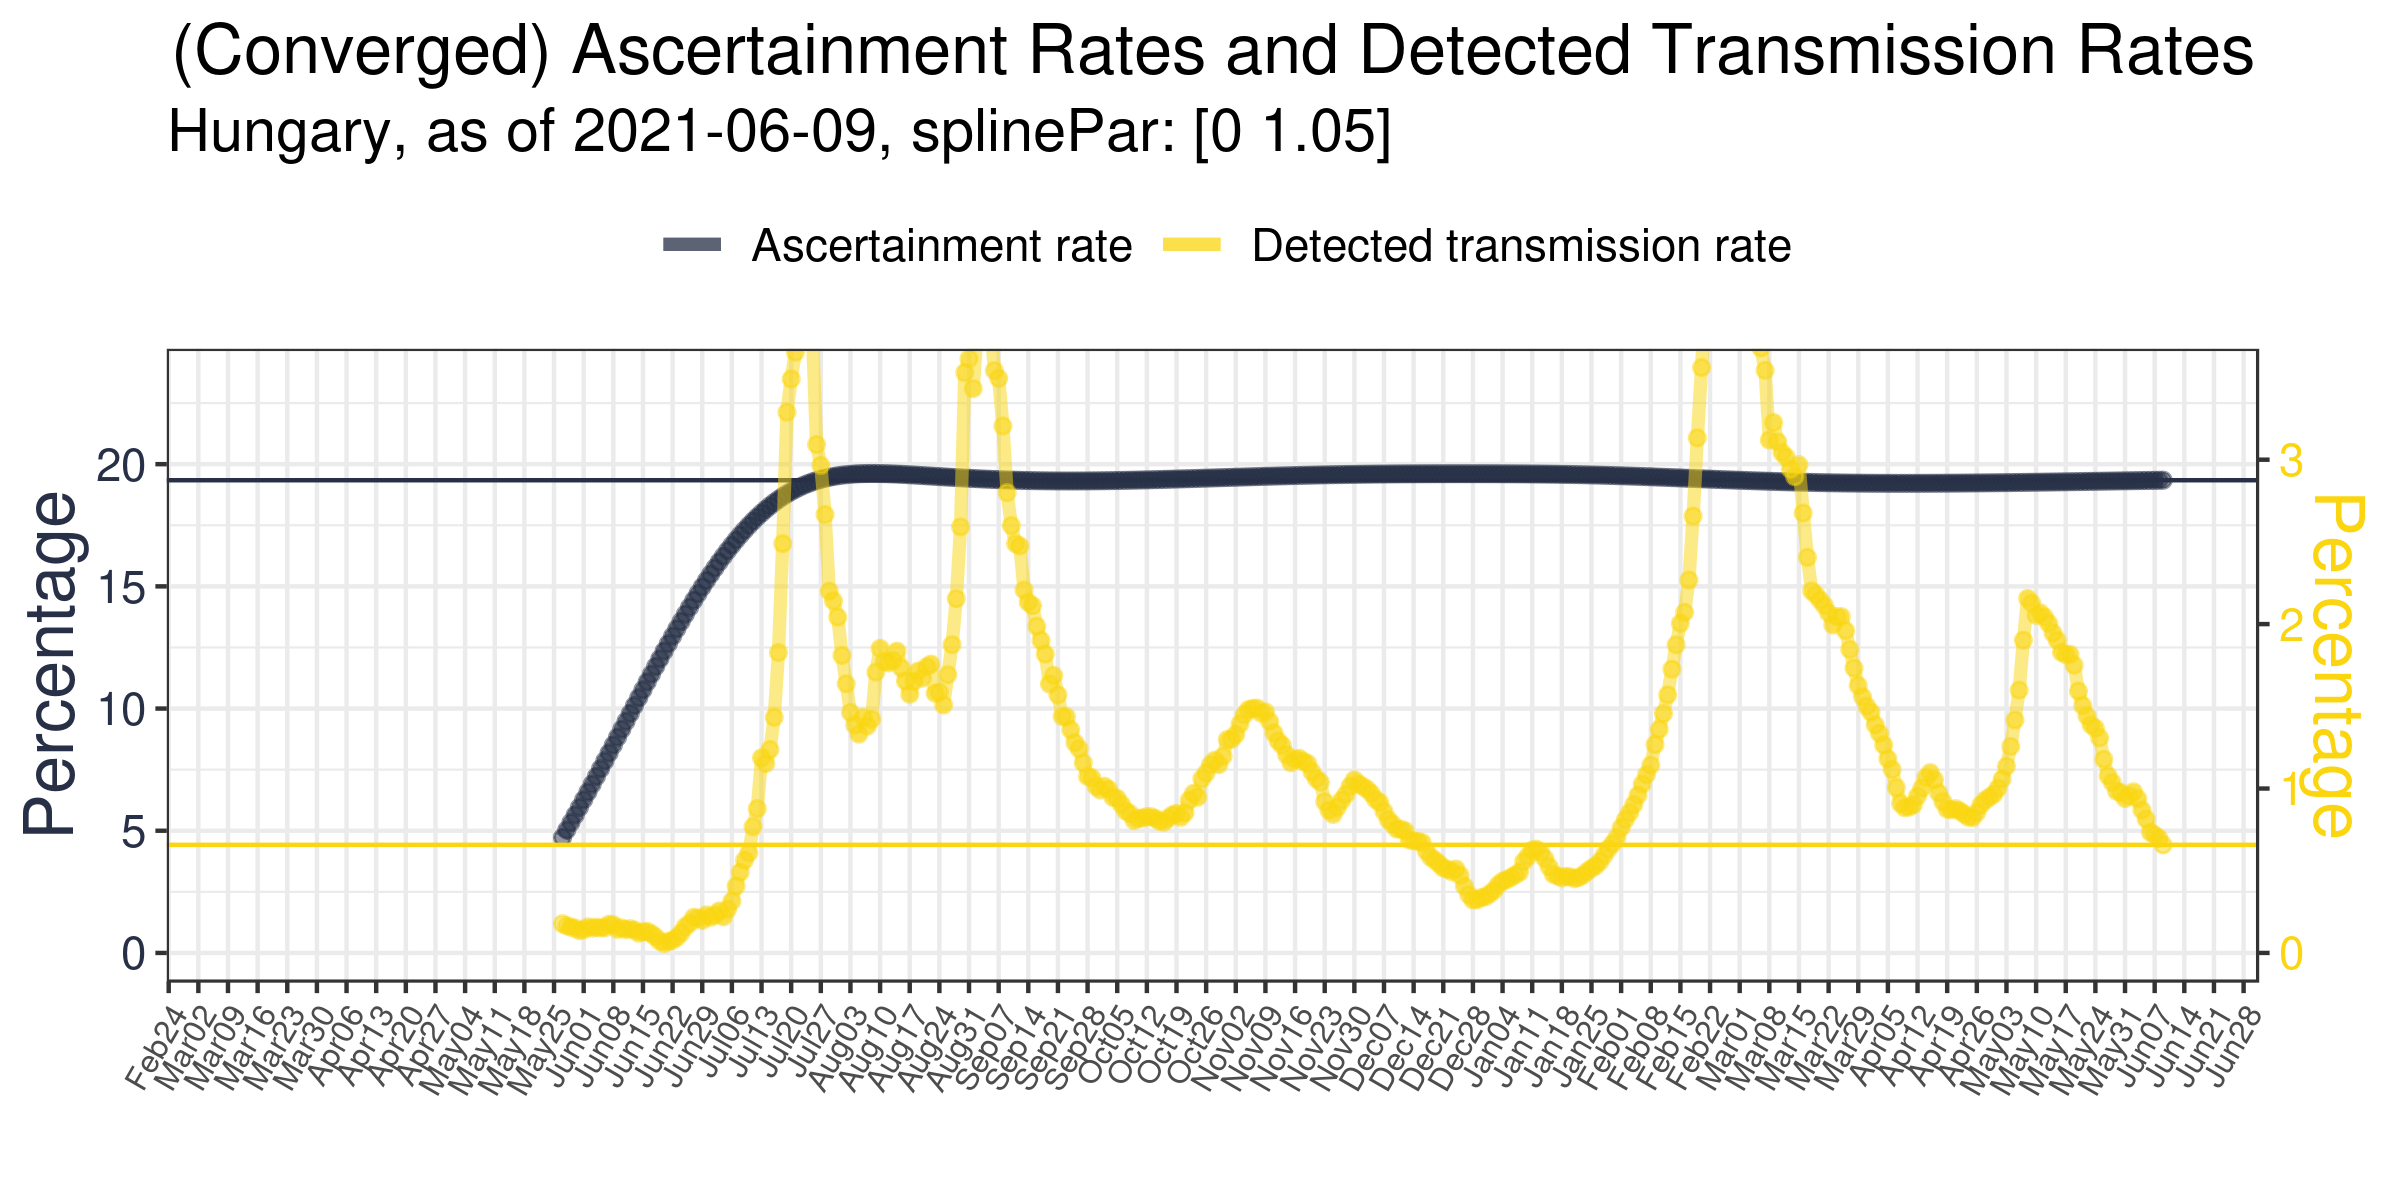 (Converged) Ascertainment Rates and Detected Transmission Rates
Hungary, as of 2021-06-09, splinePar: [0 1.05]
Ascertainment rate
Detected transmission rate
Percentage
20
15
10
5
0
3
2
1
0
Percentage
Feb24
Mar02
Mar09
Mar16
Mar23
Mar30
Apr06
Apr13
Apr20
Apr27
May04
May11
May18
May25
Jun01
Jun08
Jun15
Jun22
Jun29
Jul06
Jul13
Jul20
Jul27
Aug03
Aug10
Aug17
Aug24
Aug31
Sep07
Sep14
Sep21
Sep28
Oct05
Oct12
Oct19
Oct26
Nov02
Nov09
Nov16
Nov23
Nov30
Dec07
Dec14
Dec21
Dec28
Jan04
Jan11
Jan18
Jan25
Feb01
Feb08
Feb15
Feb22
Mar01
Mar08
Mar15
Mar22
Mar29
Apr05
Apr12
Apr19
Apr26
May03
May10
May17
May24
May31
Jun07
Jun14
Jun21
Jun28